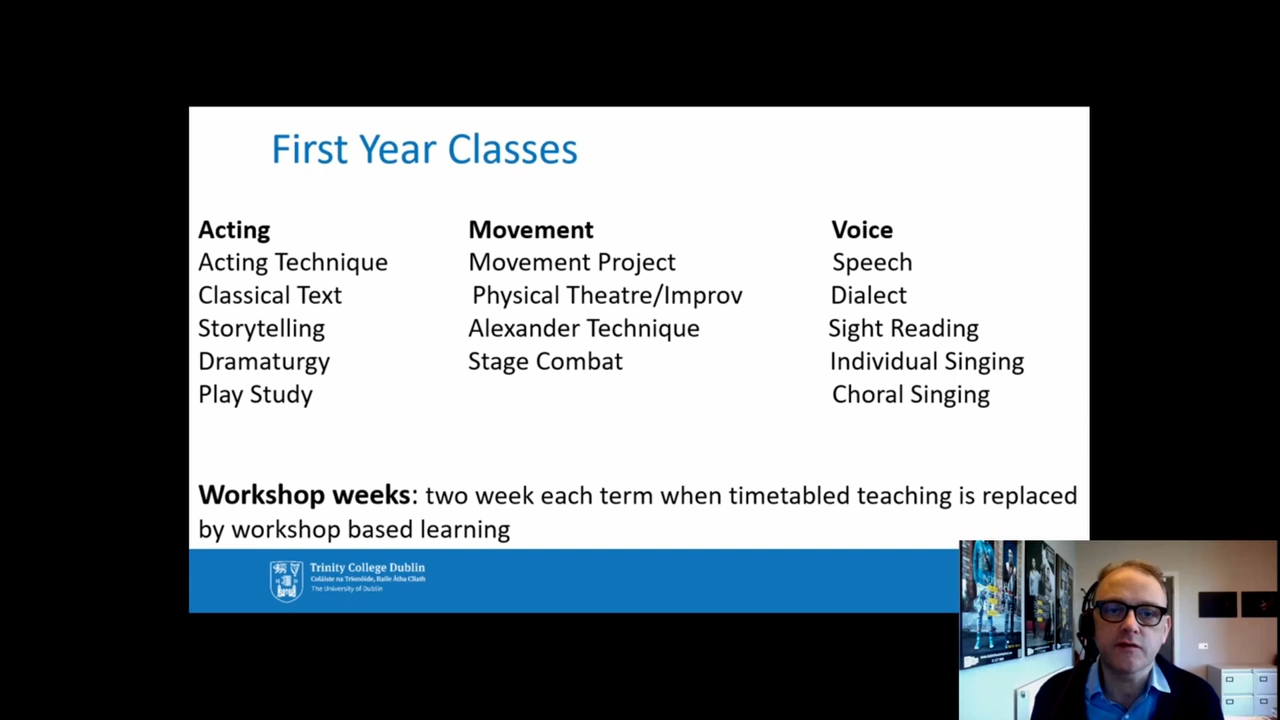 First Year Classes
Acting
Acting Technique
Classical Text
Storytelling
Dramaturgy
Play Study
Movement
Movement Project
Physical Theatre/Improv
Alexander Technique
Stage Combat
Voice
Speech
Dialect
Sight Reading
Individual Singing
Choral Singing
Workshop weeks: two week each term when timetabled teaching is replaced
by workshop based learning
Trinity College Dublin
Coláiste na Tríonóide, Baile Átha Cliath
The University of Dublin